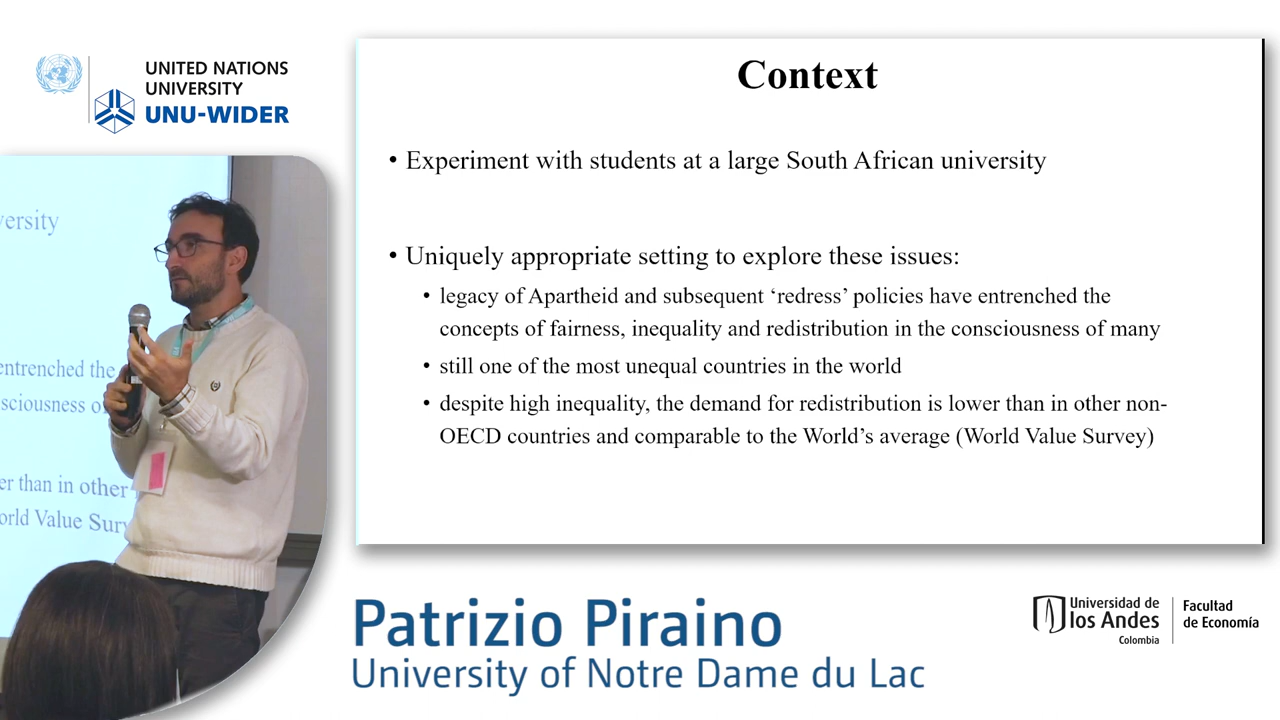 UNITED NATIONS
UNIVERSITY
UNU-WIDER
versity
entrenched the
sciousness o
er than in other
orld Value Surv
Context
• Experiment with students at a large South African university
• Uniquely appropriate setting to explore these issues:
• legacy of Apartheid and subsequent ‘redress’ policies have entrenched the
concepts of fairness, inequality and redistribution in the consciousness of many
• still one of the most unequal countries in the world
• despite high inequality, the demand for redistribution is lower than in other non-
OECD countries and comparable to the World’s average (World Value Survey)
Patrizio Piraino
University of Notre Dame du Lac
Universidad de
los Andes
Colombia
Facultad
de Economía